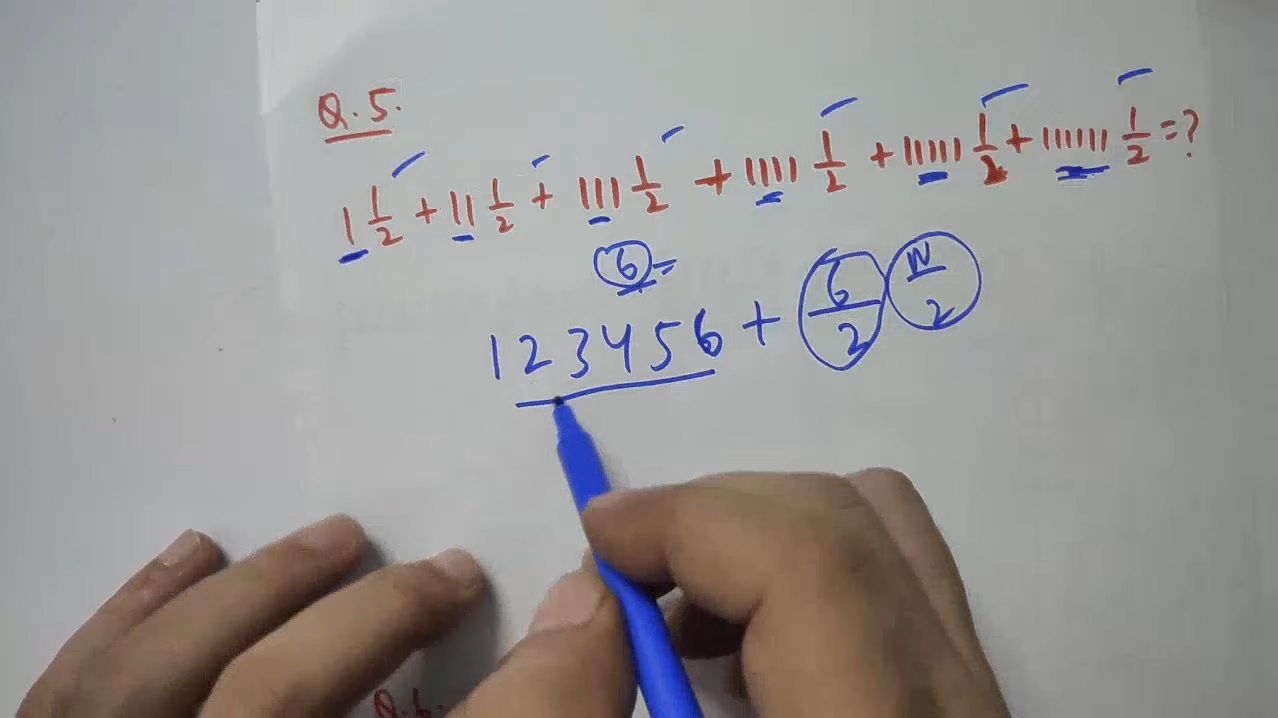 Q.5.
1 1/2 + 11 1/2 + 111 1/2 + 1111 1/2 + 11111 1/2 + 111111 1/2 = ?
6 =
123456 + 6/2 N/2
Q.6.